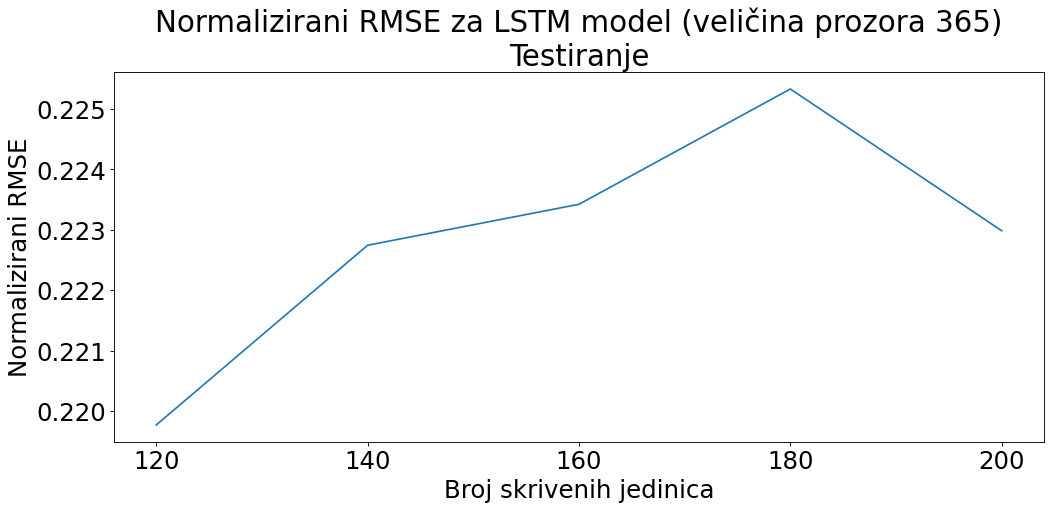 Normalizirani RMSE za LSTM model (veličina prozora 365)
Testiranje
Normalizirani RMSE
0.225
0.224
0.223
0.222
0.221
0.220
120 140 160 180 200
Broj skrivenih jedinica